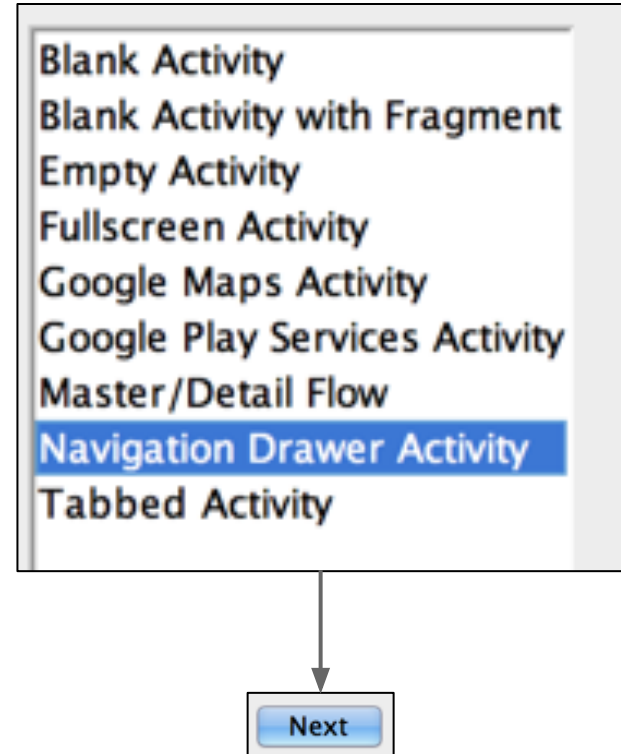 Blank Activity
Blank Activity with Fragment
Empty Activity
Fullscreen Activity
Google Maps Activity
Google Play Services Activity
Master/Detail Flow
Navigation Drawer Activity
Tabbed Activity
Next